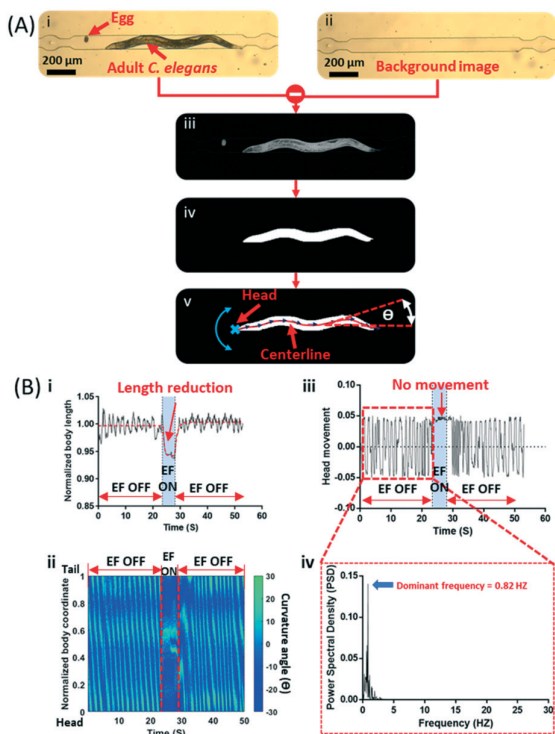 (A)
i
Egg
Adult C. elegans
200 µm
ii
Background image
200 µm
iii
iv
v
Head
Centerline
Θ
(B)
i
Length reduction
Normalized body length
1.05
1.00
0.95
0.90
0.85
EF OFF
EF
ON
EF OFF
0 10 20 30 40 50 60
Time (S)
iii
No movement
Head movement
0.10
0.05
0.00
-0.05
-0.10
EF OFF
EF
ON
EF OFF
0 10 20 30 40 50 60
Time (S)
ii
EF OFF
EF
ON
EF OFF
Tail
Normalized body coordinate
1
0.8
0.6
0.4
0.2
0
Head
10 20 30 40 50
Time (S)
30
20
10
0
-10
-20
-30
Curvature angle (Θ)
iv
Power Spectral Density (PSD)
0.15
0.10
0.05
0.00
Dominant frequency = 0.82 HZ
0 10 20 30
Frequency (HZ)